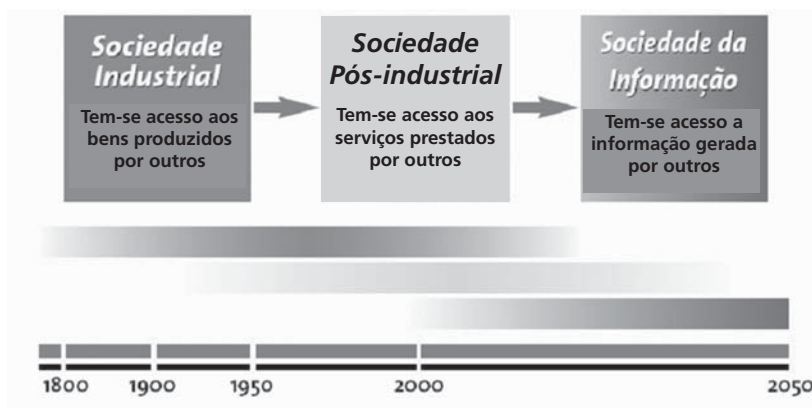 Sociedade
Industrial
Tem-se acesso aos
bens produzidos
por outros
Sociedade
Pós-industrial
Tem-se acesso aos
serviços prestados
por outros
Sociedade da
Informação
Tem-se acesso a
informação gerada
por outros
1800 1900 1950 2000 2050